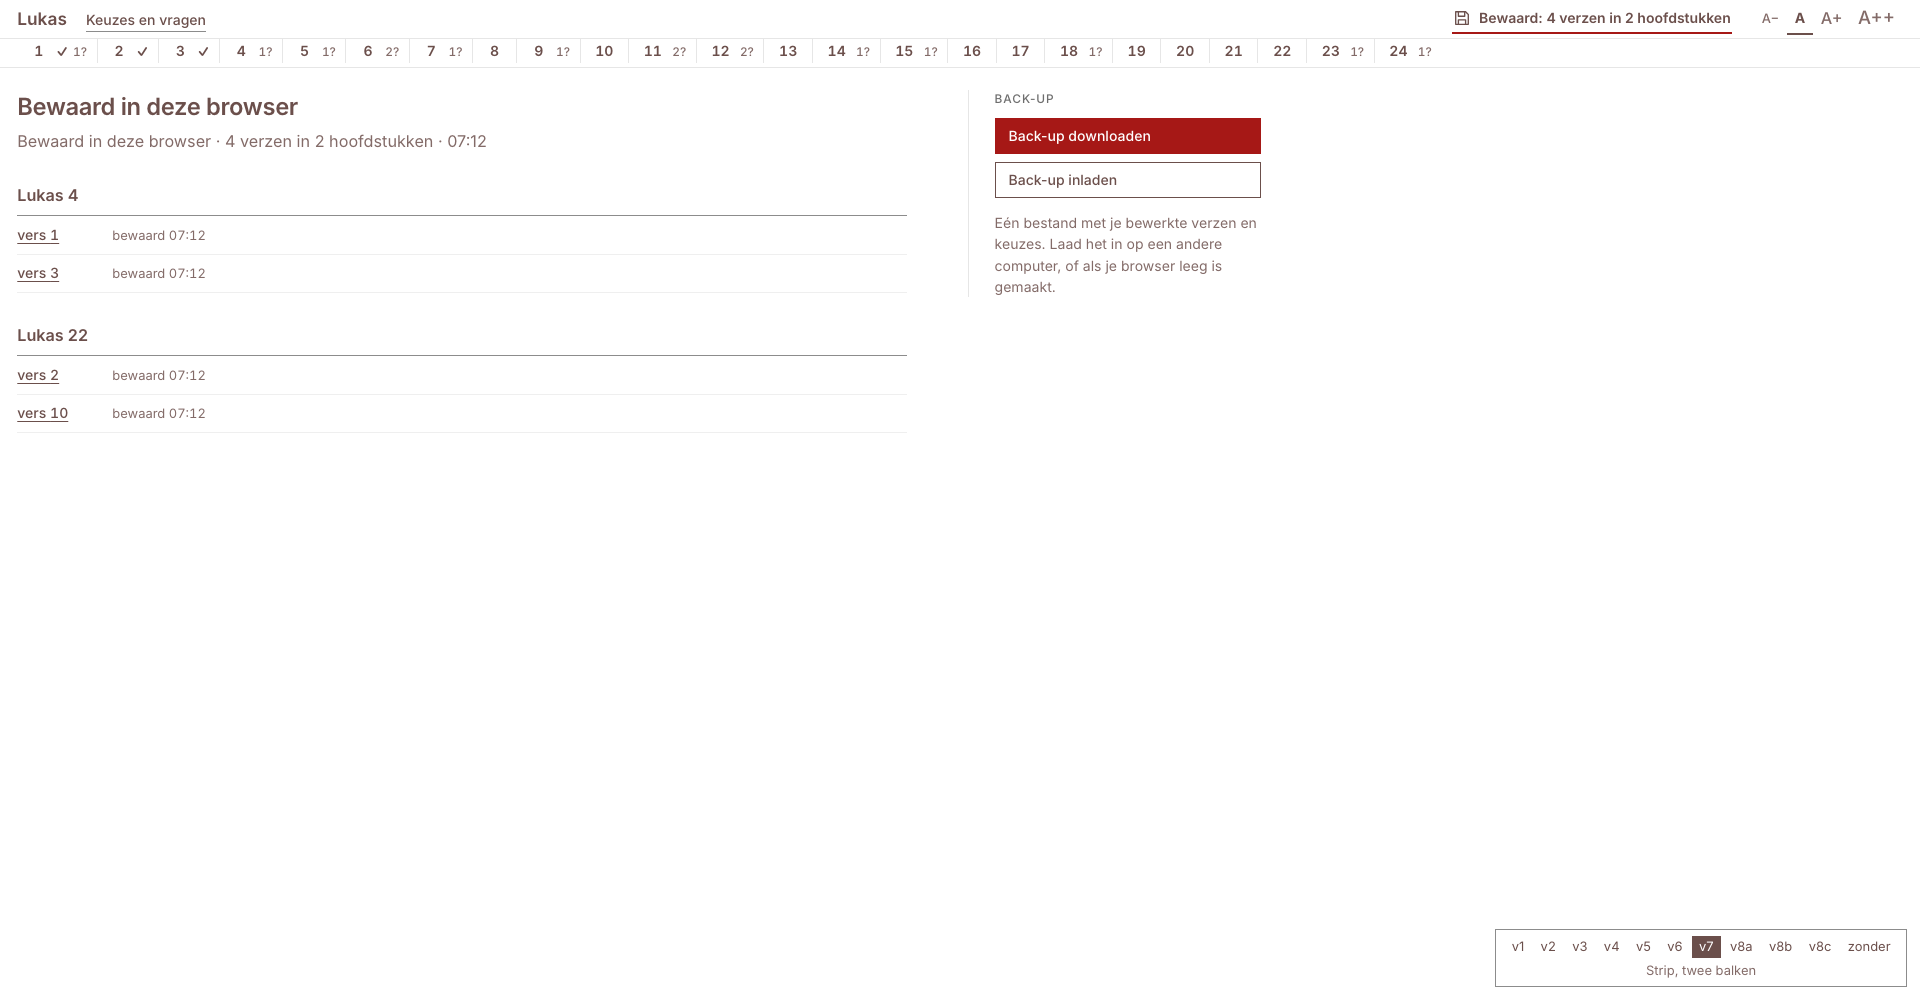 Lukas Keuzes en vragen Bewaard: 4 verzen in 2 hoofdstukken A− A A+ A++
1 ✓ 1? 2 ✓ 3 ✓ 4 1? 5 1? 6 2? 7 1? 8 9 1? 10 11 2? 12 2? 13 14 1? 15 1? 16 17 18 1? 19 20 21 22 23 1? 24 1?
Bewaard in deze browser
Bewaard in deze browser · 4 verzen in 2 hoofdstukken · 07:12
Lukas 4
vers 1 bewaard 07:12
vers 3 bewaard 07:12
Lukas 22
vers 2 bewaard 07:12
vers 10 bewaard 07:12
BACK-UP
Back-up downloaden
Back-up inladen
Eén bestand met je bewerkte verzen en
keuzes. Laad het in op een andere
computer, of als je browser leeg is
gemaakt.
v1 v2 v3 v4 v5 v6 v7 v8a v8b v8c zonder
Strip, twee balken